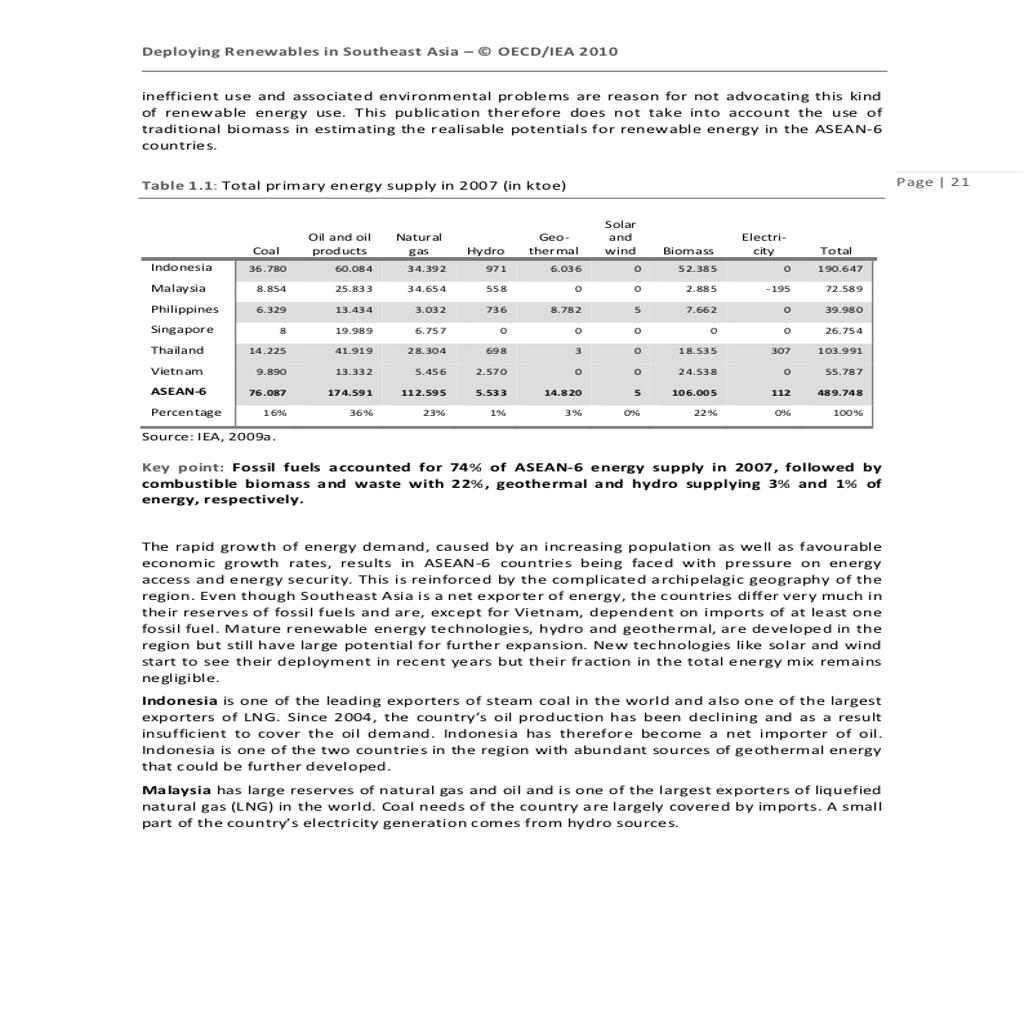 Deploying Renewables in Southeast Asia – © OECD/IEA 2010
inefficient use and associated environmental problems are reason for not advocating this kind
of renewable energy use. This publication therefore does not take into account the use of
traditional biomass in estimating the realisable potentials for renewable energy in the ASEAN-6
countries.
Page | 21
Table 1.1: Total primary energy supply in 2007 (in ktoe)
Coal Oil and oil products Natural gas Hydro Geo-thermal Solar and wind Biomass Electri-city Total
Indonesia 36.780 60.084 34.392 971 6.036 0 52.385 0 190.647
Malaysia 8.854 25.833 34.654 558 0 0 2.885 -195 72.589
Philippines 6.329 13.434 3.032 736 8.782 5 7.662 0 39.980
Singapore 8 19.989 6.757 0 0 0 0 0 26.754
Thailand 14.225 41.919 28.304 698 3 0 18.535 307 103.991
Vietnam 9.890 13.332 5.456 2.570 0 0 24.538 0 55.787
ASEAN-6 76.087 174.591 112.595 5.533 14.820 5 106.005 112 489.748
Percentage 16% 36% 23% 1% 3% 0% 22% 0% 100%
Source: IEA, 2009a.
Key point: Fossil fuels accounted for 74% of ASEAN-6 energy supply in 2007, followed by
combustible biomass and waste with 22%, geothermal and hydro supplying 3% and 1% of
energy, respectively.
The rapid growth of energy demand, caused by an increasing population as well as favourable
economic growth rates, results in ASEAN-6 countries being faced with pressure on energy
access and energy security. This is reinforced by the complicated archipelagic geography of the
region. Even though Southeast Asia is a net exporter of energy, the countries differ very much in
their reserves of fossil fuels and are, except for Vietnam, dependent on imports of at least one
fossil fuel. Mature renewable energy technologies, hydro and geothermal, are developed in the
region but still have large potential for further expansion. New technologies like solar and wind
start to see their deployment in recent years but their fraction in the total energy mix remains
negligible.
Indonesia is one of the leading exporters of steam coal in the world and also one of the largest
exporters of LNG. Since 2004, the country's oil production has been declining and as a result
insufficient to cover the oil demand. Indonesia has therefore become a net importer of oil.
Indonesia is one of the two countries in the region with abundant sources of geothermal energy
that could be further developed.
Malaysia has large reserves of natural gas and oil and is one of the largest exporters of liquefied
natural gas (LNG) in the world. Coal needs of the country are largely covered by imports. A small
part of the country's electricity generation comes from hydro sources.